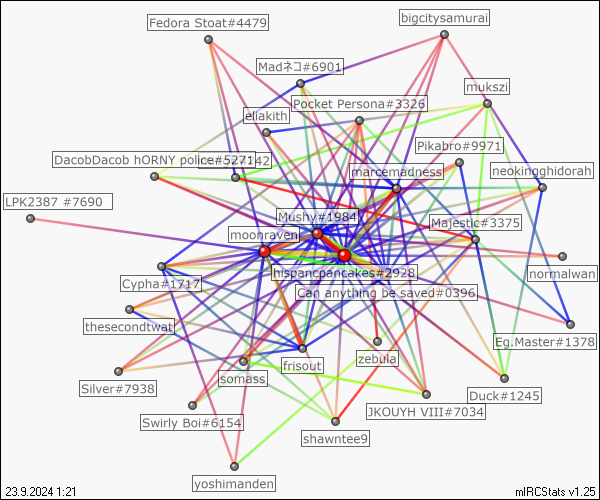 Fedora Stoat#4479
bigcitysamurai
Madネコ#6901
mukszi
Pocket Persona#3326
eliakith
Pikabro#9971
DacobDacob hORNY police#5271
142
marcemadness
neokingghidorah
LPK2387 #7690
Mushy#1984
Majestic#3375
moonraven
hispancpancakes#2928
normalwan
Cypha#1717
Can anything be saved#0396
thesecondtwat
Eg.Master#1378
zebula
frisout
Silver#7938
somass
Duck#1245
JKOUYH VIII#7034
Swirly Boi#6154
shawntee9
yoshimanden
23.9.2024 1:21
mIRCStats v1.25